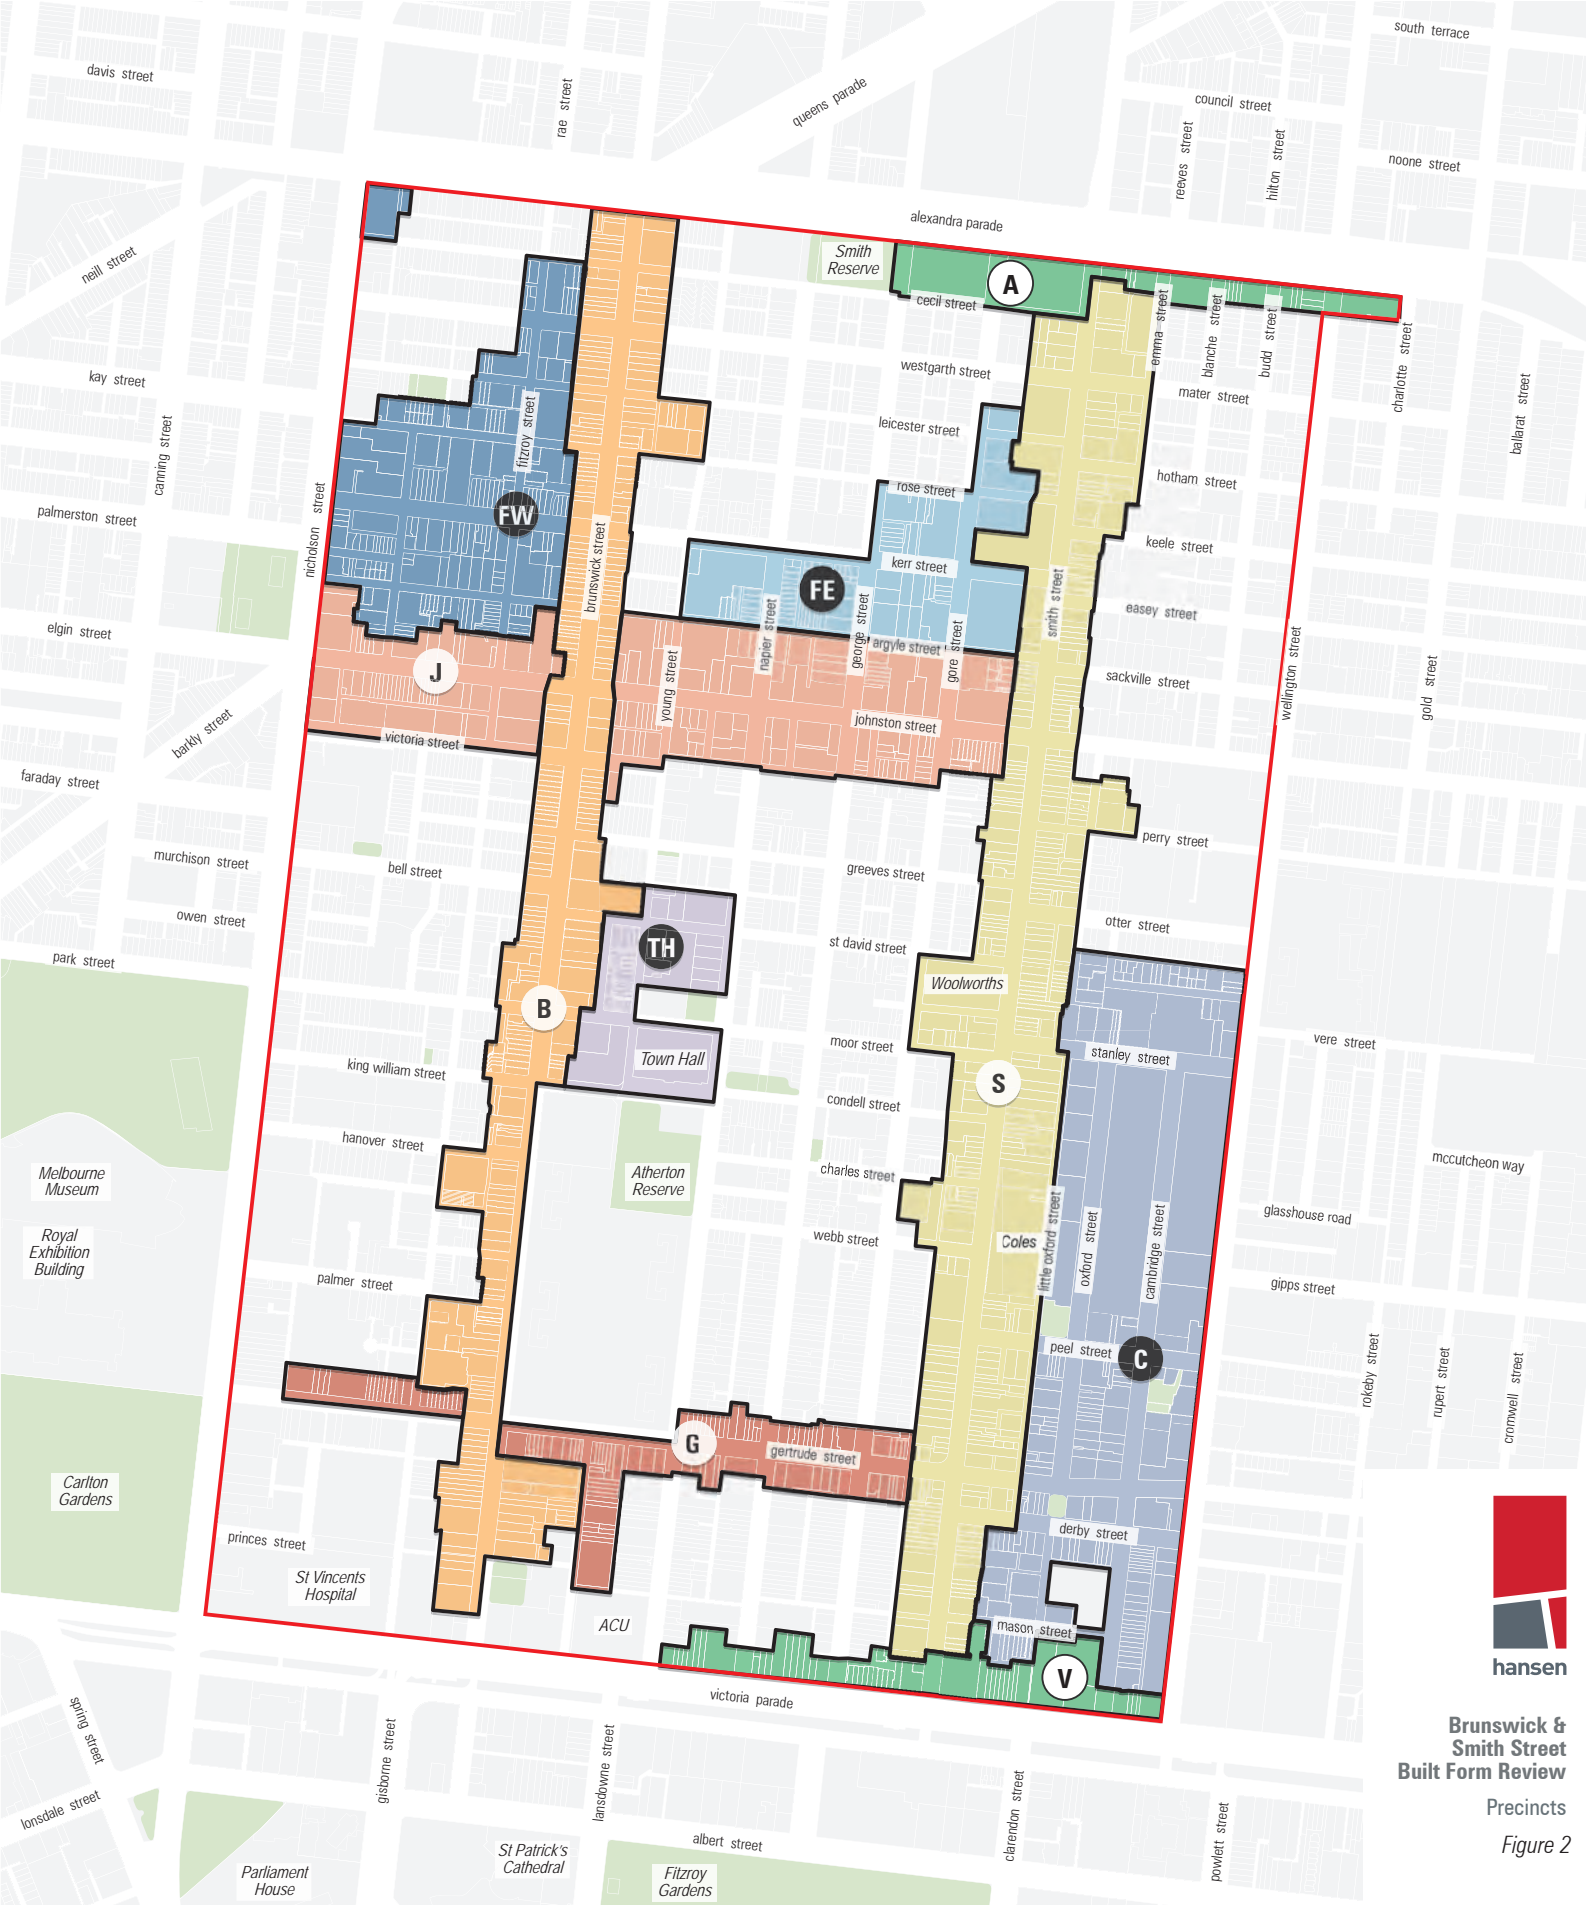 south terrace
davis street
rae street
queens parade
council street
reeves street
hilton street
noone street
alexandra parade
neill street
Smith
Reserve
A
cecil street
emma street
blanche street
budd street
charlotte street
westgarth street
kay street
mater street
ballarat street
canning street
fitzroy street
leicester street
hotham street
rose street
palmerston street
nicholson street
FW
brunswick street
keele street
kerr street
FE
smith street
easey street
elgin street
napier street
george street
gore street
argyle street
J
young street
sackville street
wellington street
gold street
barkly street
johnston street
victoria street
faraday street
perry street
murchison street
bell street
greeves street
owen street
otter street
st david street
TH
park street
Woolworths
B
vere street
moor street
stanley street
Town Hall
king william street
S
condell street
hanover street
mccutcheon way
Melbourne
Museum
Atherton
Reserve
charles street
glasshouse road
Royal
Exhibition
Building
webb street
Coles
little oxford street
oxford street
cambridge street
palmer street
gipps street
peel street
C
rokeby street
rupert street
cromwell street
G
gertrude street
Carlton
Gardens
princes street
derby street
St Vincents
Hospital
ACU
mason street
V
hansen
victoria parade
spring street
gisborne street
lansdowne street
Brunswick &
Smith Street
Built Form Review
Precincts
Figure 2
lonsdale street
clarendon street
powlett street
albert street
St Patrick's
Cathedral
Parliament
House
Fitzroy
Gardens